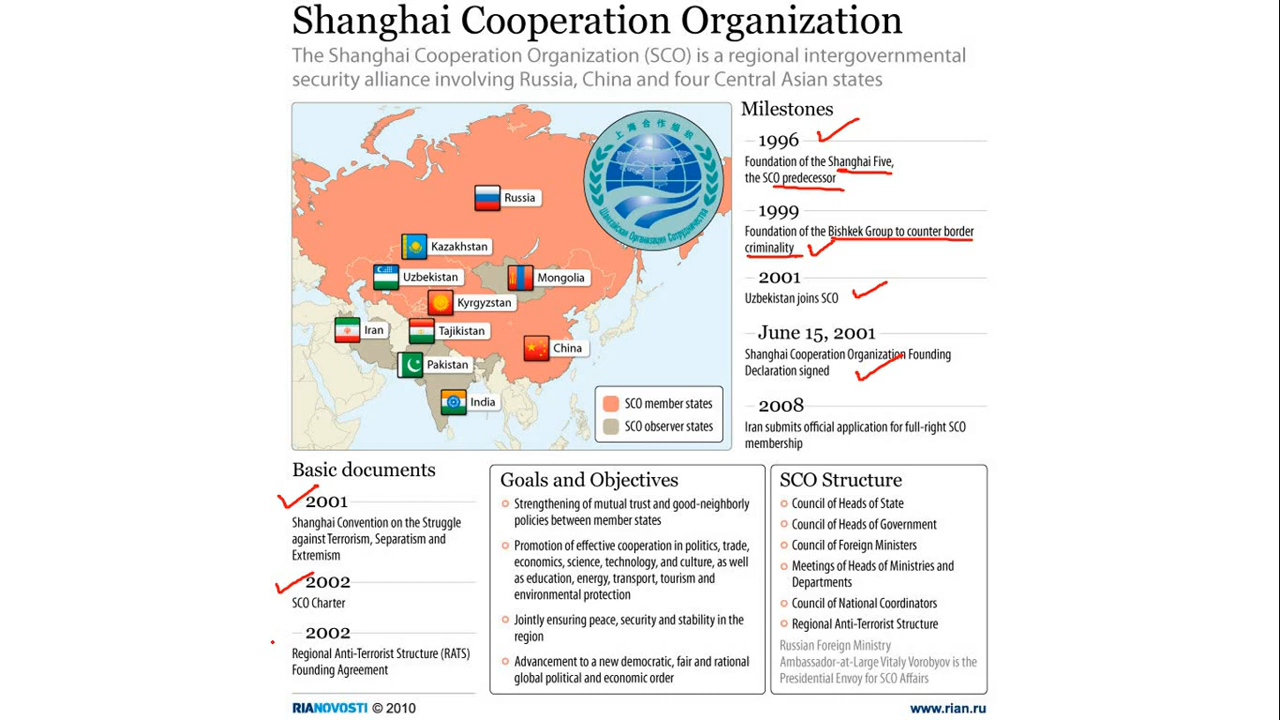 Shanghai Cooperation Organization
The Shanghai Cooperation Organization (SCO) is a regional intergovernmental
security alliance involving Russia, China and four Central Asian states
上海合作组织
Шанхайская Организация Сотрудничества
Russia
Kazakhstan
Uzbekistan
Mongolia
Kyrgyzstan
Iran
Tajikistan
China
Pakistan
India
SCO member states
SCO observer states
Milestones
1996
Foundation of the Shanghai Five,
the SCO predecessor
1999
Foundation of the Bishkek Group to counter border
criminality
2001
Uzbekistan joins SCO
June 15, 2001
Shanghai Cooperation Organization Founding
Declaration signed
2008
Iran submits official application for full-right SCO
membership
Basic documents
2001
Shanghai Convention on the Struggle
against Terrorism, Separatism and
Extremism
2002
SCO Charter
2002
Regional Anti-Terrorist Structure (RATS)
Founding Agreement
Goals and Objectives
Strengthening of mutual trust and good-neighborly
policies between member states
Promotion of effective cooperation in politics, trade,
economics, science, technology, and culture, as well
as education, energy, transport, tourism and
environmental protection
Jointly ensuring peace, security and stability in the
region
Advancement to a new democratic, fair and rational
global political and economic order
SCO Structure
Council of Heads of State
Council of Heads of Government
Council of Foreign Ministers
Meetings of Heads of Ministries and
Departments
Council of National Coordinators
Regional Anti-Terrorist Structure
Russian Foreign Ministry
Ambassador-at-Large Vitaly Vorobyov is the
Presidential Envoy for SCO Affairs
RIANOVOSTI © 2010
www.rian.ru